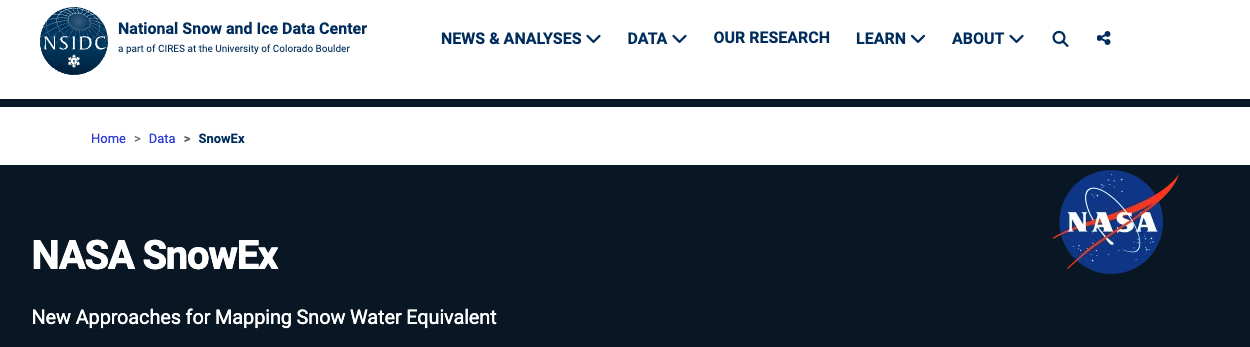 NSIDC
National Snow and Ice Data Center
a part of CIRES at the University of Colorado Boulder
NEWS & ANALYSES DATA OUR RESEARCH LEARN ABOUT
Home > Data > SnowEx
NASA
NASA SnowEx
New Approaches for Mapping Snow Water Equivalent